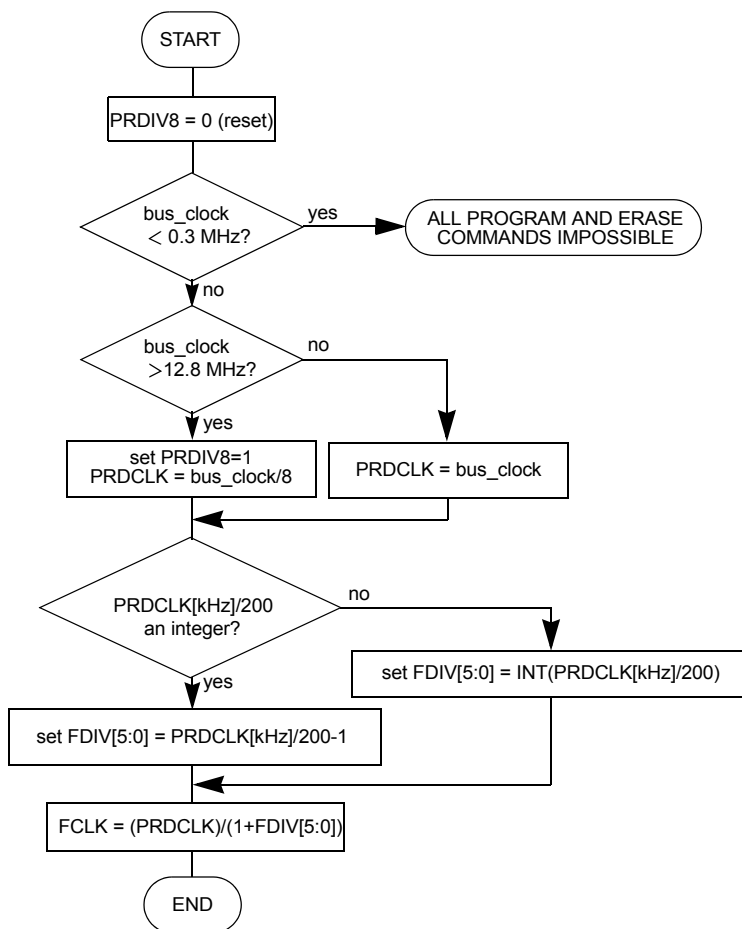 START
PRDIV8 = 0 (reset)
bus_clock
< 0.3 MHz?
yes
ALL PROGRAM AND ERASE
COMMANDS IMPOSSIBLE
no
bus_clock
>12.8 MHz?
no
yes
set PRDIV8=1
PRDCLK = bus_clock/8
PRDCLK = bus_clock
PRDCLK[kHz]/200
an integer?
no
set FDIV[5:0] = INT(PRDCLK[kHz]/200)
yes
set FDIV[5:0] = PRDCLK[kHz]/200-1
FCLK = (PRDCLK)/(1+FDIV[5:0])
END